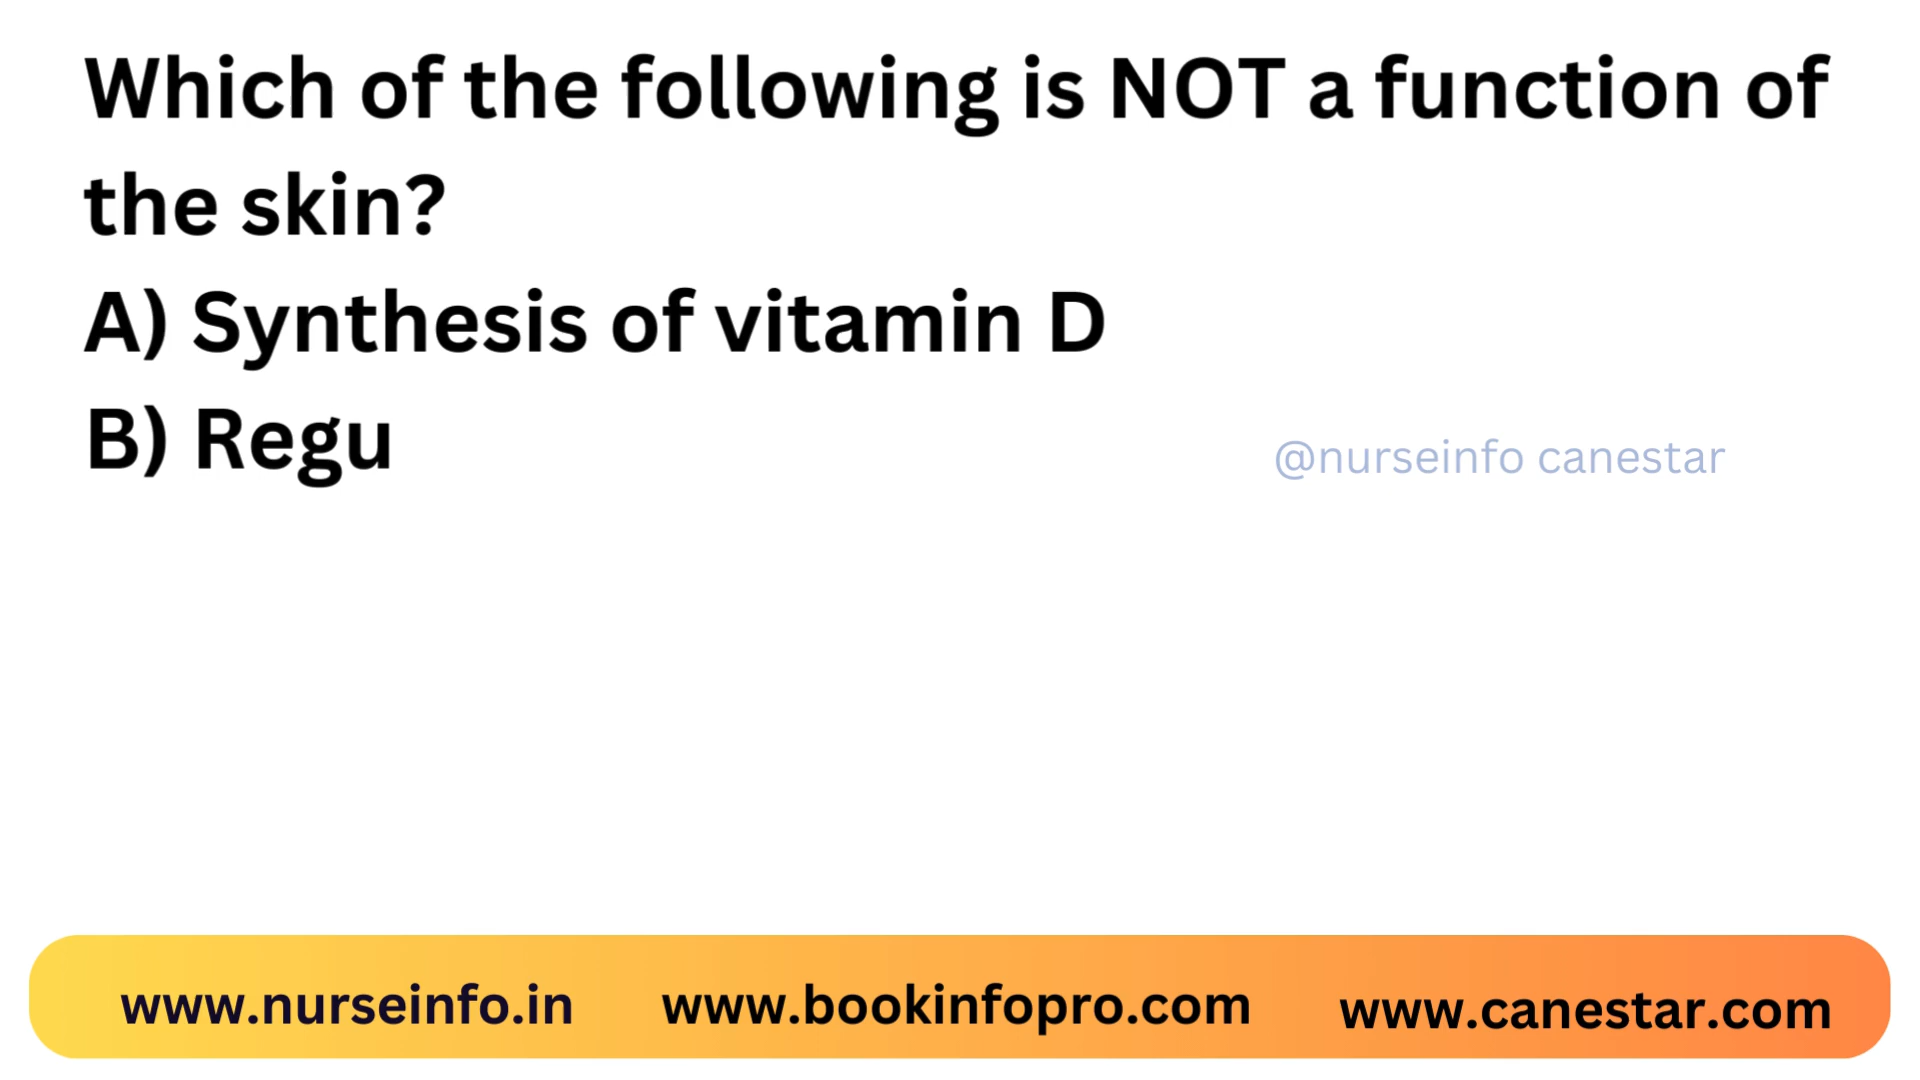 Which of the following is NOT a function of
the skin?
A) Synthesis of vitamin D
B) Regu
@nurseinfo canestar
www.nurseinfo.in www.bookinfopro.com www.canestar.com